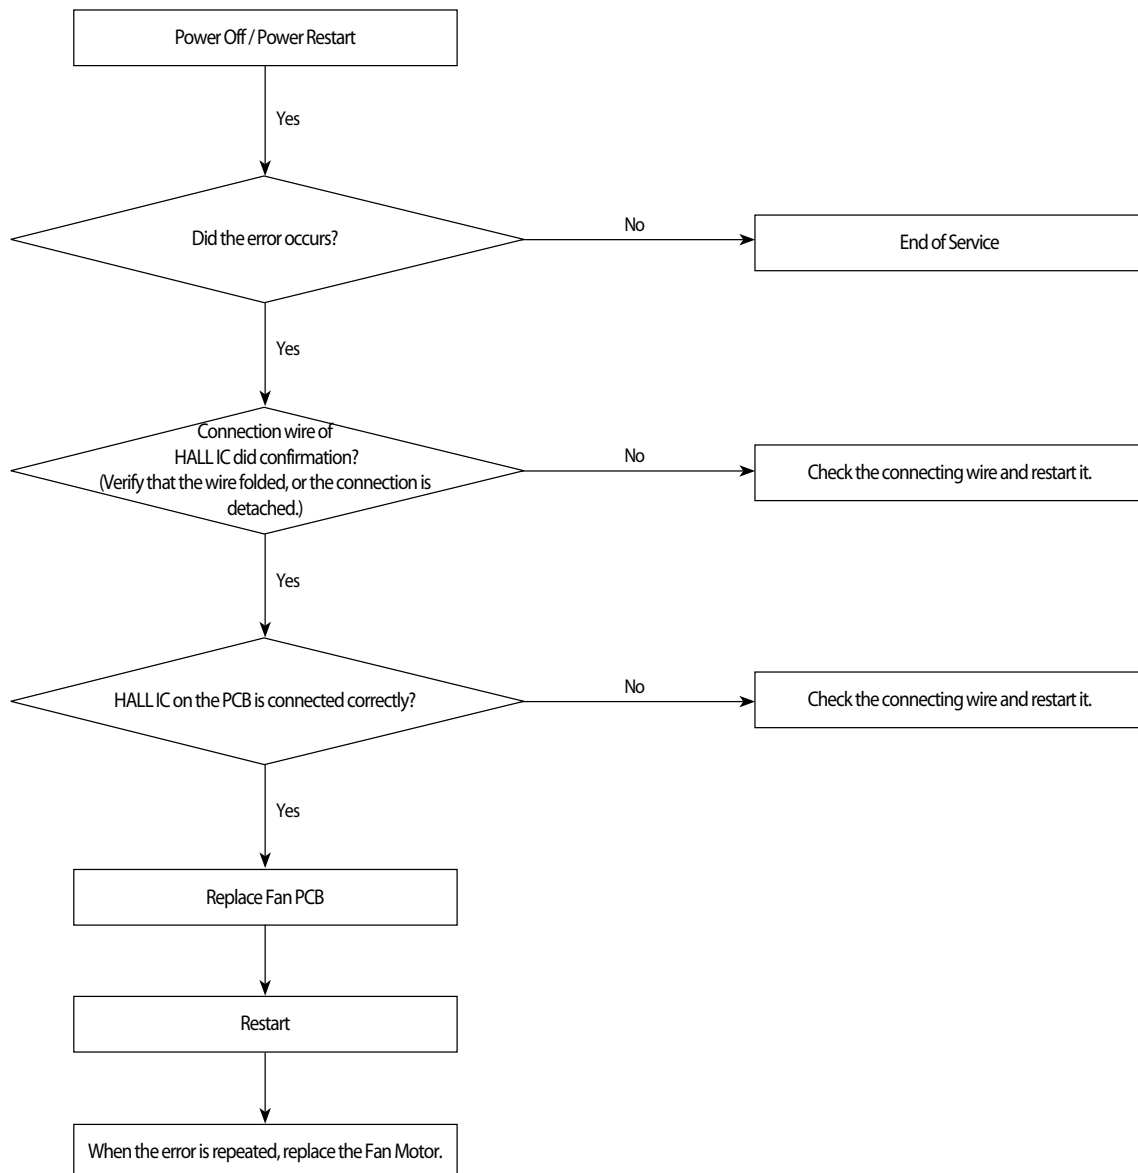 Power Off / Power Restart
Yes
Did the error occurs?
No
End of Service
Yes
Connection wire of
HALL IC did confirmation?
(Verify that the wire folded, or the connection is
detached.)
No
Check the connecting wire and restart it.
Yes
HALL IC on the PCB is connected correctly?
No
Check the connecting wire and restart it.
Yes
Replace Fan PCB
Restart
When the error is repeated, replace the Fan Motor.